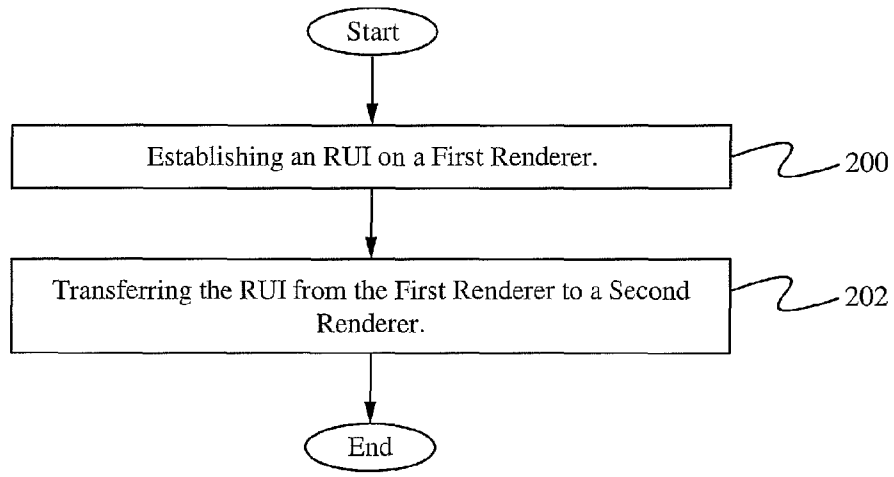 Start
Establishing an RUI on a First Renderer.
200
Transferring the RUI from the First Renderer to a Second
Renderer.
202
End